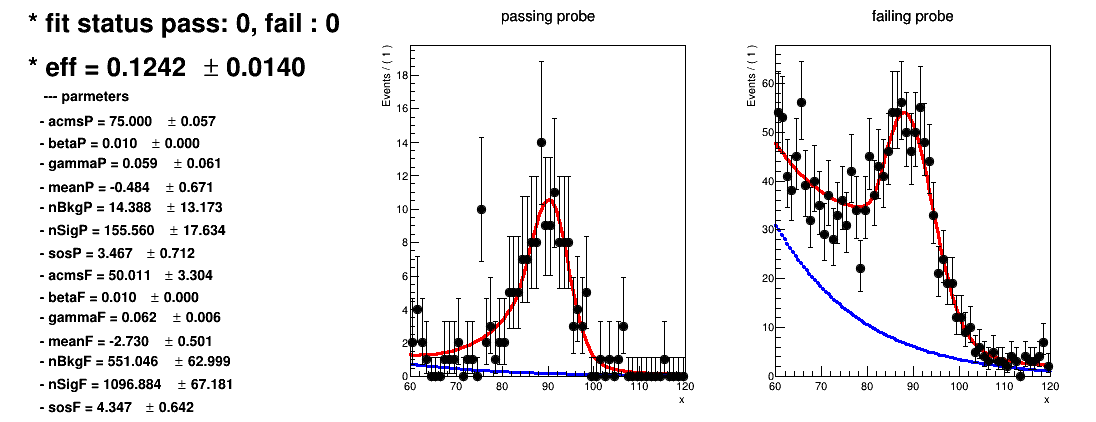 * fit status pass: 0, fail : 0
* eff = 0.1242 ± 0.0140
--- parmeters
- acmsP = 75.000 ± 0.057
- betaP = 0.010 ± 0.000
- gammaP = 0.059 ± 0.061
- meanP = -0.484 ± 0.671
- nBkgP = 14.388 ± 13.173
- nSigP = 155.560 ± 17.634
- sosP = 3.467 ± 0.712
- acmsF = 50.011 ± 3.304
- betaF = 0.010 ± 0.000
- gammaF = 0.062 ± 0.006
- meanF = -2.730 ± 0.501
- nBkgF = 551.046 ± 62.999
- nSigF = 1096.884 ± 67.181
- sosF = 4.347 ± 0.642
passing probe
Events / ( 1 )
18
16
14
12
10
8
6
4
2
0
60 70 80 90 100 110 120
x
failing probe
Events / ( 1 )
60
50
40
30
20
10
0
60 70 80 90 100 110 120
x